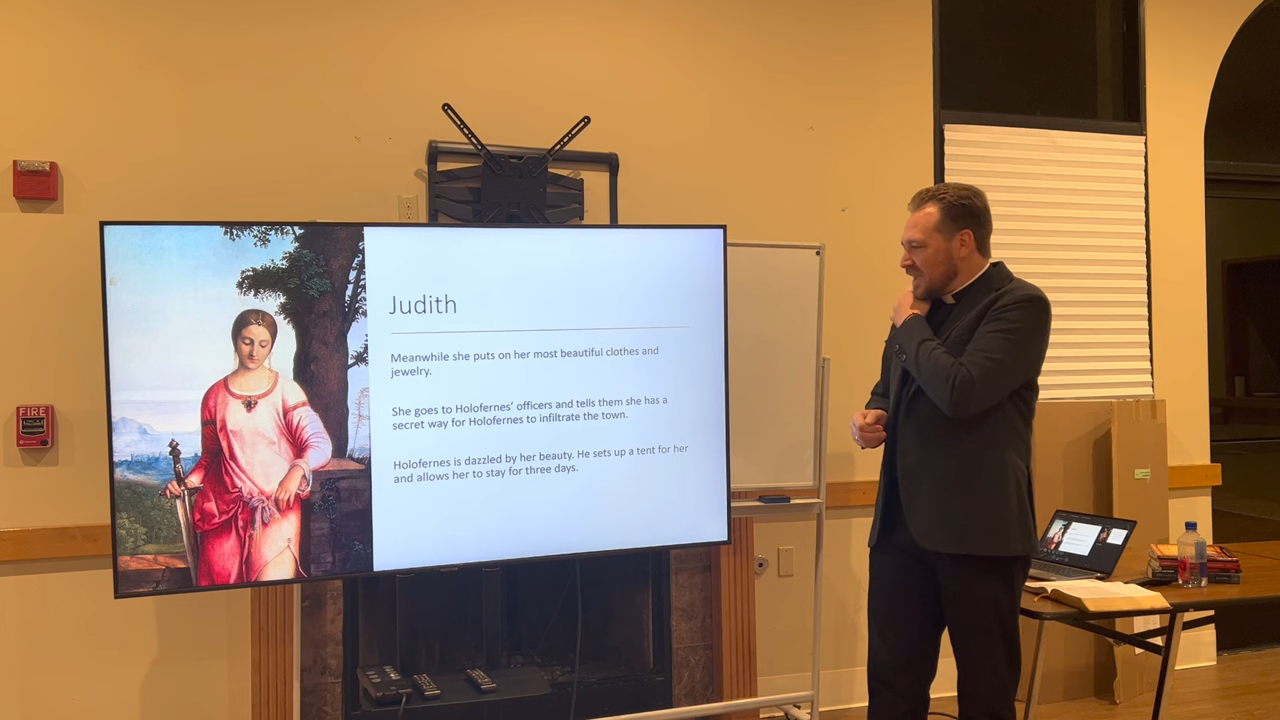 FIRE
Judith
Meanwhile she puts on her most beautiful clothes and
jewelry.
She goes to Holofernes’ officers and tells them she has a
secret way for Holofernes to infiltrate the town.
Holofernes is dazzled by her beauty. He sets up a tent for her
and allows her to stay for three days.